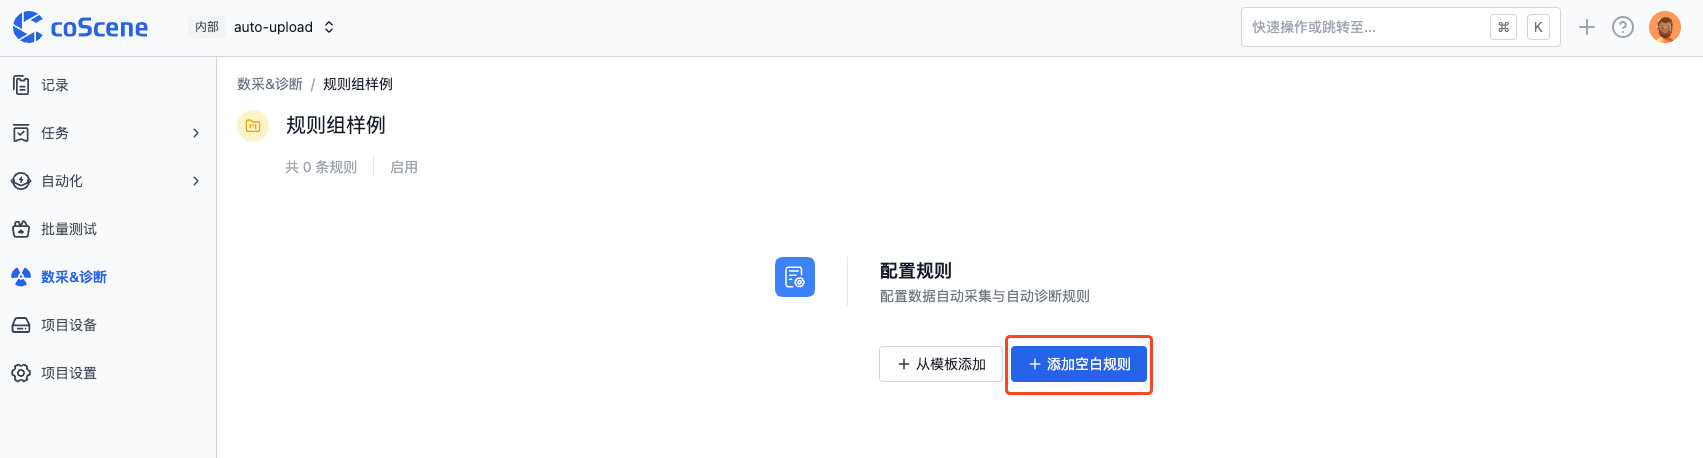 coScene
内部 auto-upload
快速操作或跳转至... ⌘ K
记录
任务
自动化
批量测试
数采&诊断
项目设备
项目设置
数采&诊断 / 规则组样例
规则组样例
共 0 条规则 启用
配置规则
配置数据自动采集与自动诊断规则
+ 从模板添加 + 添加空白规则